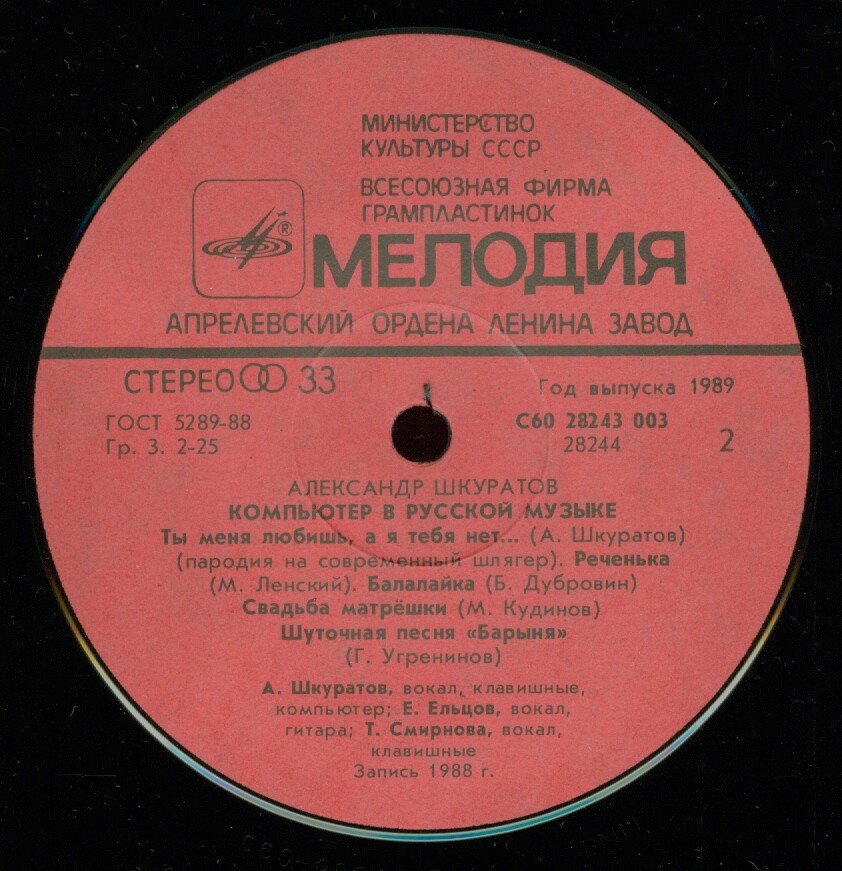 МИНИСТЕРСТВО
КУЛЬТУРЫ СССР
ВСЕСОЮЗНАЯ ФИРМА
ГРАМПЛАСТИНОК
®
МЕЛОДИЯ
АПРЕЛЕВСКИЙ ОРДЕНА ЛЕНИНА ЗАВОД
СТЕРЕО 33
Год выпуска 1989
ГОСТ 5289-88
С60 28243 003
Гр. 3. 2-25
28244
2
АЛЕКСАНДР ШКУРАТОВ
КОМПЬЮТЕР В РУССКОЙ МУЗЫКЕ
Ты меня любишь, а я тебя нет... (А. Шкуратов)
(пародия на современный шлягер). Реченька
(М. Ленский). Балалайка (Б. Дубровин)
Свадьба матрёшки (М. Кудинов)
Шуточная песня «Барыня»
(Г. Угренинов)
А. Шкуратов, вокал, клавишные,
компьютер; Е. Ельцов, вокал,
гитара; Т. Смирнова, вокал,
клавишные
Запись 1988 г.